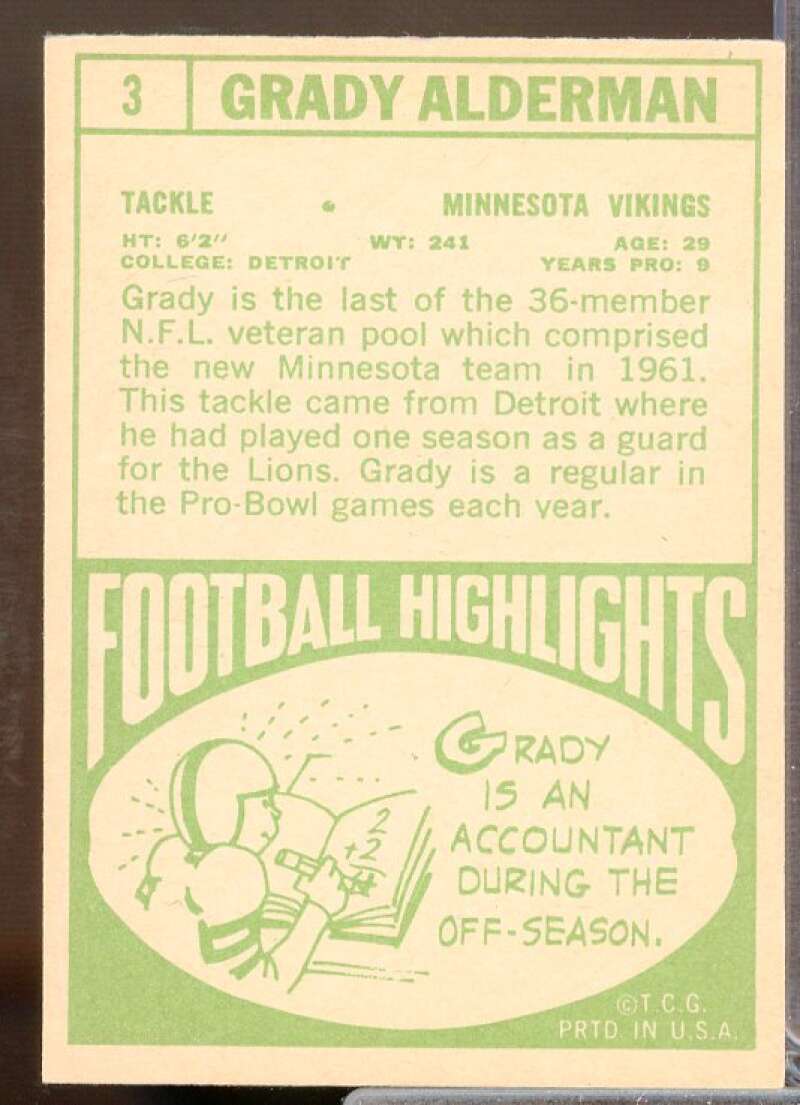 3 GRADY ALDERMAN
TACKLE • MINNESOTA VIKINGS
HT: 6'2" WT: 241 AGE: 29
COLLEGE: DETROIT YEARS PRO: 9
Grady is the last of the 36-member
N.F.L. veteran pool which comprised
the new Minnesota team in 1961.
This tackle came from Detroit where
he had played one season as a guard
for the Lions. Grady is a regular in
the Pro-Bowl games each year.
FOOTBALL HIGHLIGHTS
GRADY
IS AN
ACCOUNTANT
DURING THE
OFF-SEASON.
2
+2
4
©T.C.G.
PRTD. IN U.S.A.